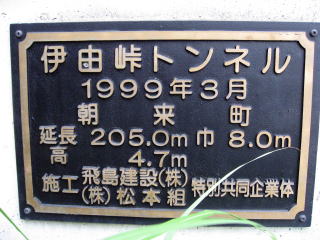 伊由峠トンネル
1999年3月
朝来町
延長 205.0m 巾 8.0m
高 4.7m
施工 飛島建設(株) 特別共同企業体
(株)松本組